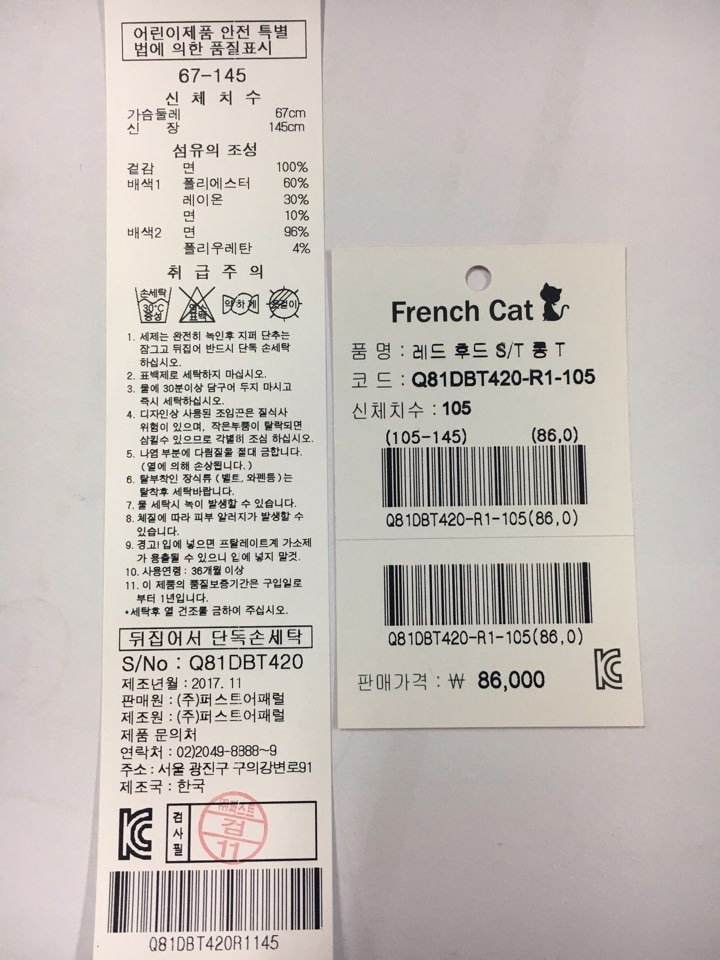 어린이제품 안전 특별
법에 의한 품질표시
67-145
신 체 치 수
가슴둘레 67cm
신 장 145cm
섬유의 조성
겉감 면 100%
배색1 폴리에스터 60%
레이온 30%
면 10%
배색2 면 96%
폴리우레탄 4%
취 급 주 의
손세탁 30°C 중성 염소 표백 약하게 옷걸이
1. 세제는 완전히 녹인후 지퍼 단추는
잠그고 뒤집어 반드시 단독 손세탁
하십시오.
2. 표백제로 세탁하지 마십시오.
3. 물에 30분이상 담구어 두지 마시고
즉시 세탁하십시오.
4. 디자인상 사용된 조임끈은 질식사
위험이 있으며, 작은부품이 탈락되면
삼킬수 있으므로 각별히 조심 하십시오.
5. 나염 부분에 다림질을 절대 금합니다.
(열에 의해 손상됩니다.)
6. 탈부착인 장식류 (벨트, 와펜등)는
탈착후 세탁바랍니다.
7. 물 세탁시 녹이 발생할 수 있습니다.
8. 체질에 따라 피부 알러지가 발생할 수
있습니다.
9. 경고! 입에 넣으면 프탈레이트계 가소제
가 용출될 수 있으니 입에 넣지 말것.
10. 사용연령 : 36개월 이상
11. 이 제품의 품질보증기간은 구입일로
부터 1년입니다.
*세탁후 열 건조를 금하여 주십시오.
뒤집어서 단독손세탁
S/No : Q81DBT420
제조년월 : 2017. 11
판매원 : (주)퍼스트어패럴
제조원 : (주)퍼스트어패럴
제품 문의처
연락처 : 02)2049-8888~9
주소 : 서울 광진구 구의강변로91
제조국 : 한국
검사필
(주)퍼스트
검
11
Q81DBT420R1145
French Cat
품 명 : 레드 후드 S/T 롱 T
코 드 : Q81DBT420-R1-105
신체치수 : 105
(105-145) (86,0)
Q81DBT420-R1-105(86,0)
Q81DBT420-R1-105(86,0)
판매가격 : ₩ 86,000